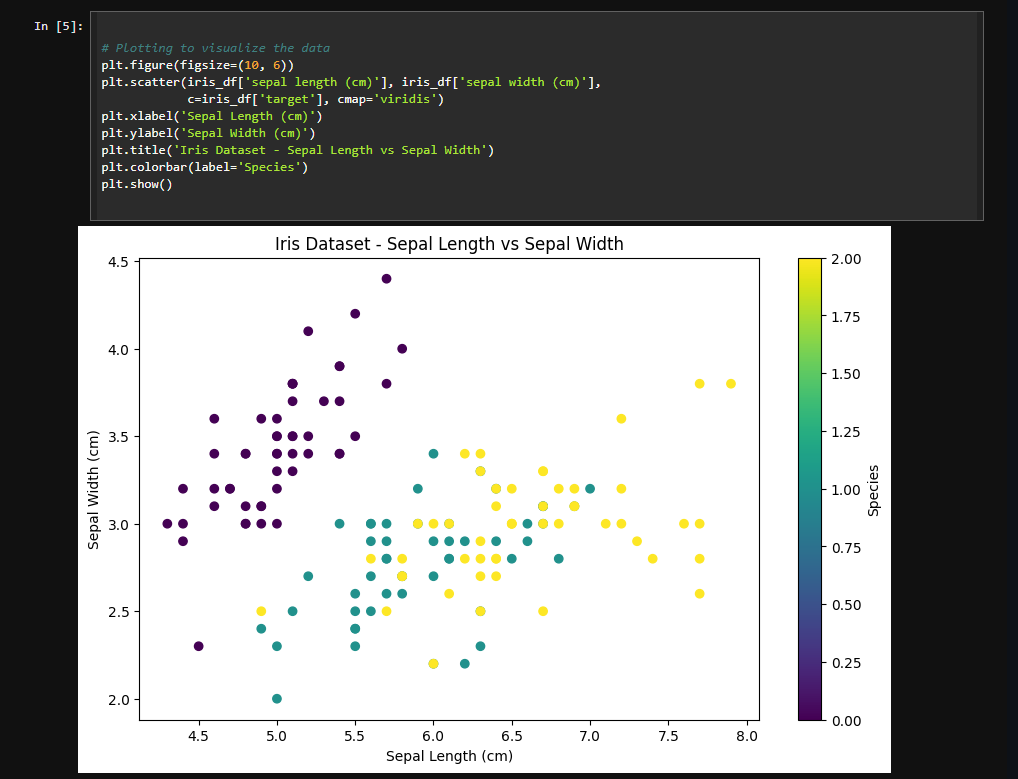 In [5]:
# Plotting to visualize the data
plt.figure(figsize=(10, 6))
plt.scatter(iris_df['sepal length (cm)'], iris_df['sepal width (cm)'],
            c=iris_df['target'], cmap='viridis')
plt.xlabel('Sepal Length (cm)')
plt.ylabel('Sepal Width (cm)')
plt.title('Iris Dataset - Sepal Length vs Sepal Width')
plt.colorbar(label='Species')
plt.show()
Iris Dataset - Sepal Length vs Sepal Width
4.5
4.0
3.5
3.0
2.5
2.0
Sepal Width (cm)
4.5 5.0 5.5 6.0 6.5 7.0 7.5 8.0
Sepal Length (cm)
2.00
1.75
1.50
1.25
1.00
0.75
0.50
0.25
0.00
Species